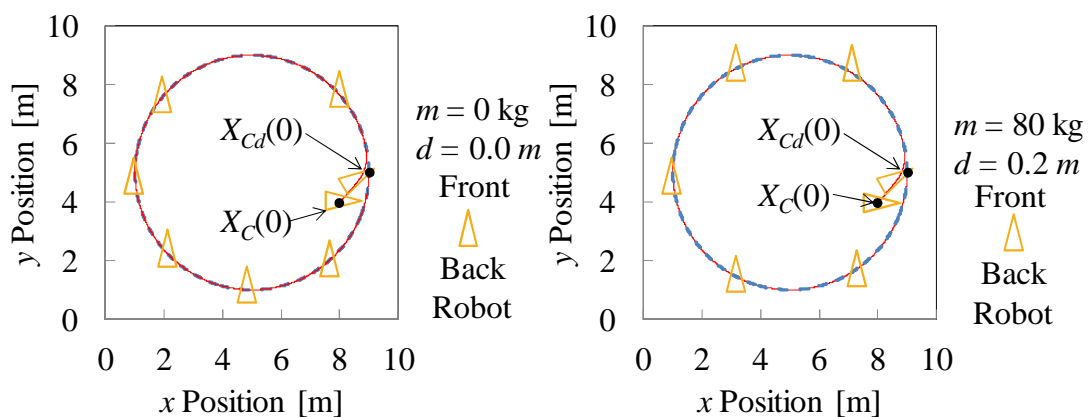 10
8
6
4
2
0
y Position [m]
0 2 4 6 8 10
x Position [m]
X_Cd(0)
X_C(0)
m = 0 kg
d = 0.0 m
Front
Back
Robot
10
8
6
4
2
0
y Position [m]
0 2 4 6 8 10
x Position [m]
X_Cd(0)
X_C(0)
m = 80 kg
d = 0.2 m
Front
Back
Robot